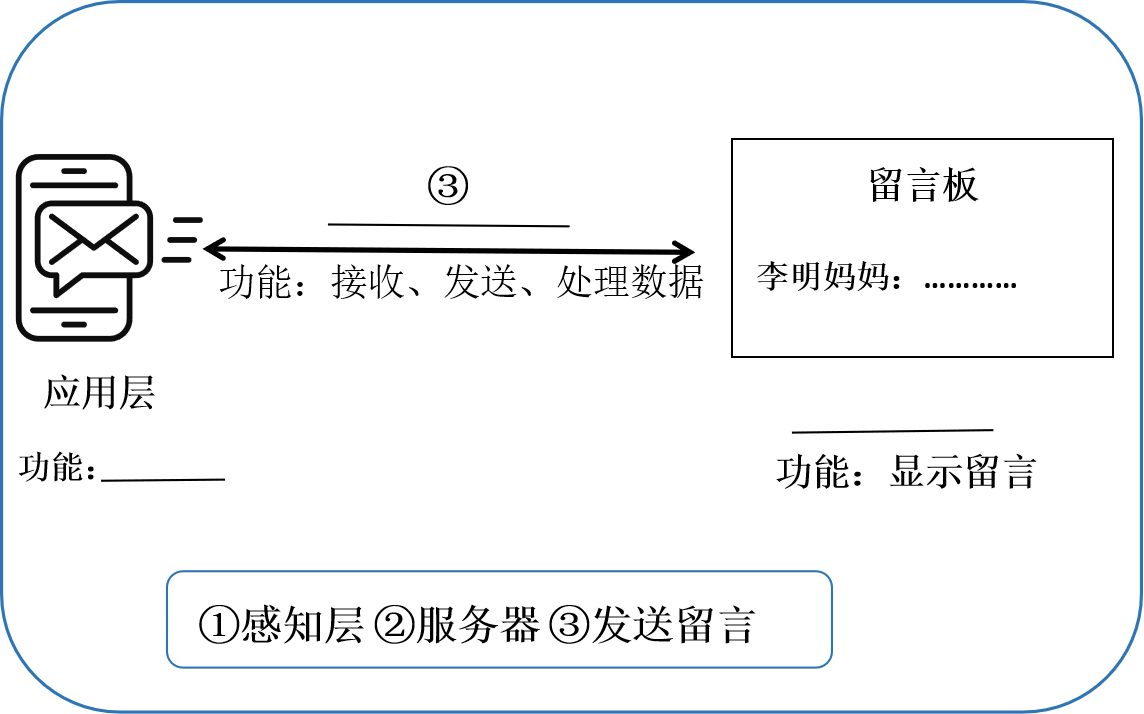 ③
留言板
功能：接收、发送、处理数据
李明妈妈：…………
应用层
功能：
功能：显示留言
①感知层 ②服务器 ③发送留言